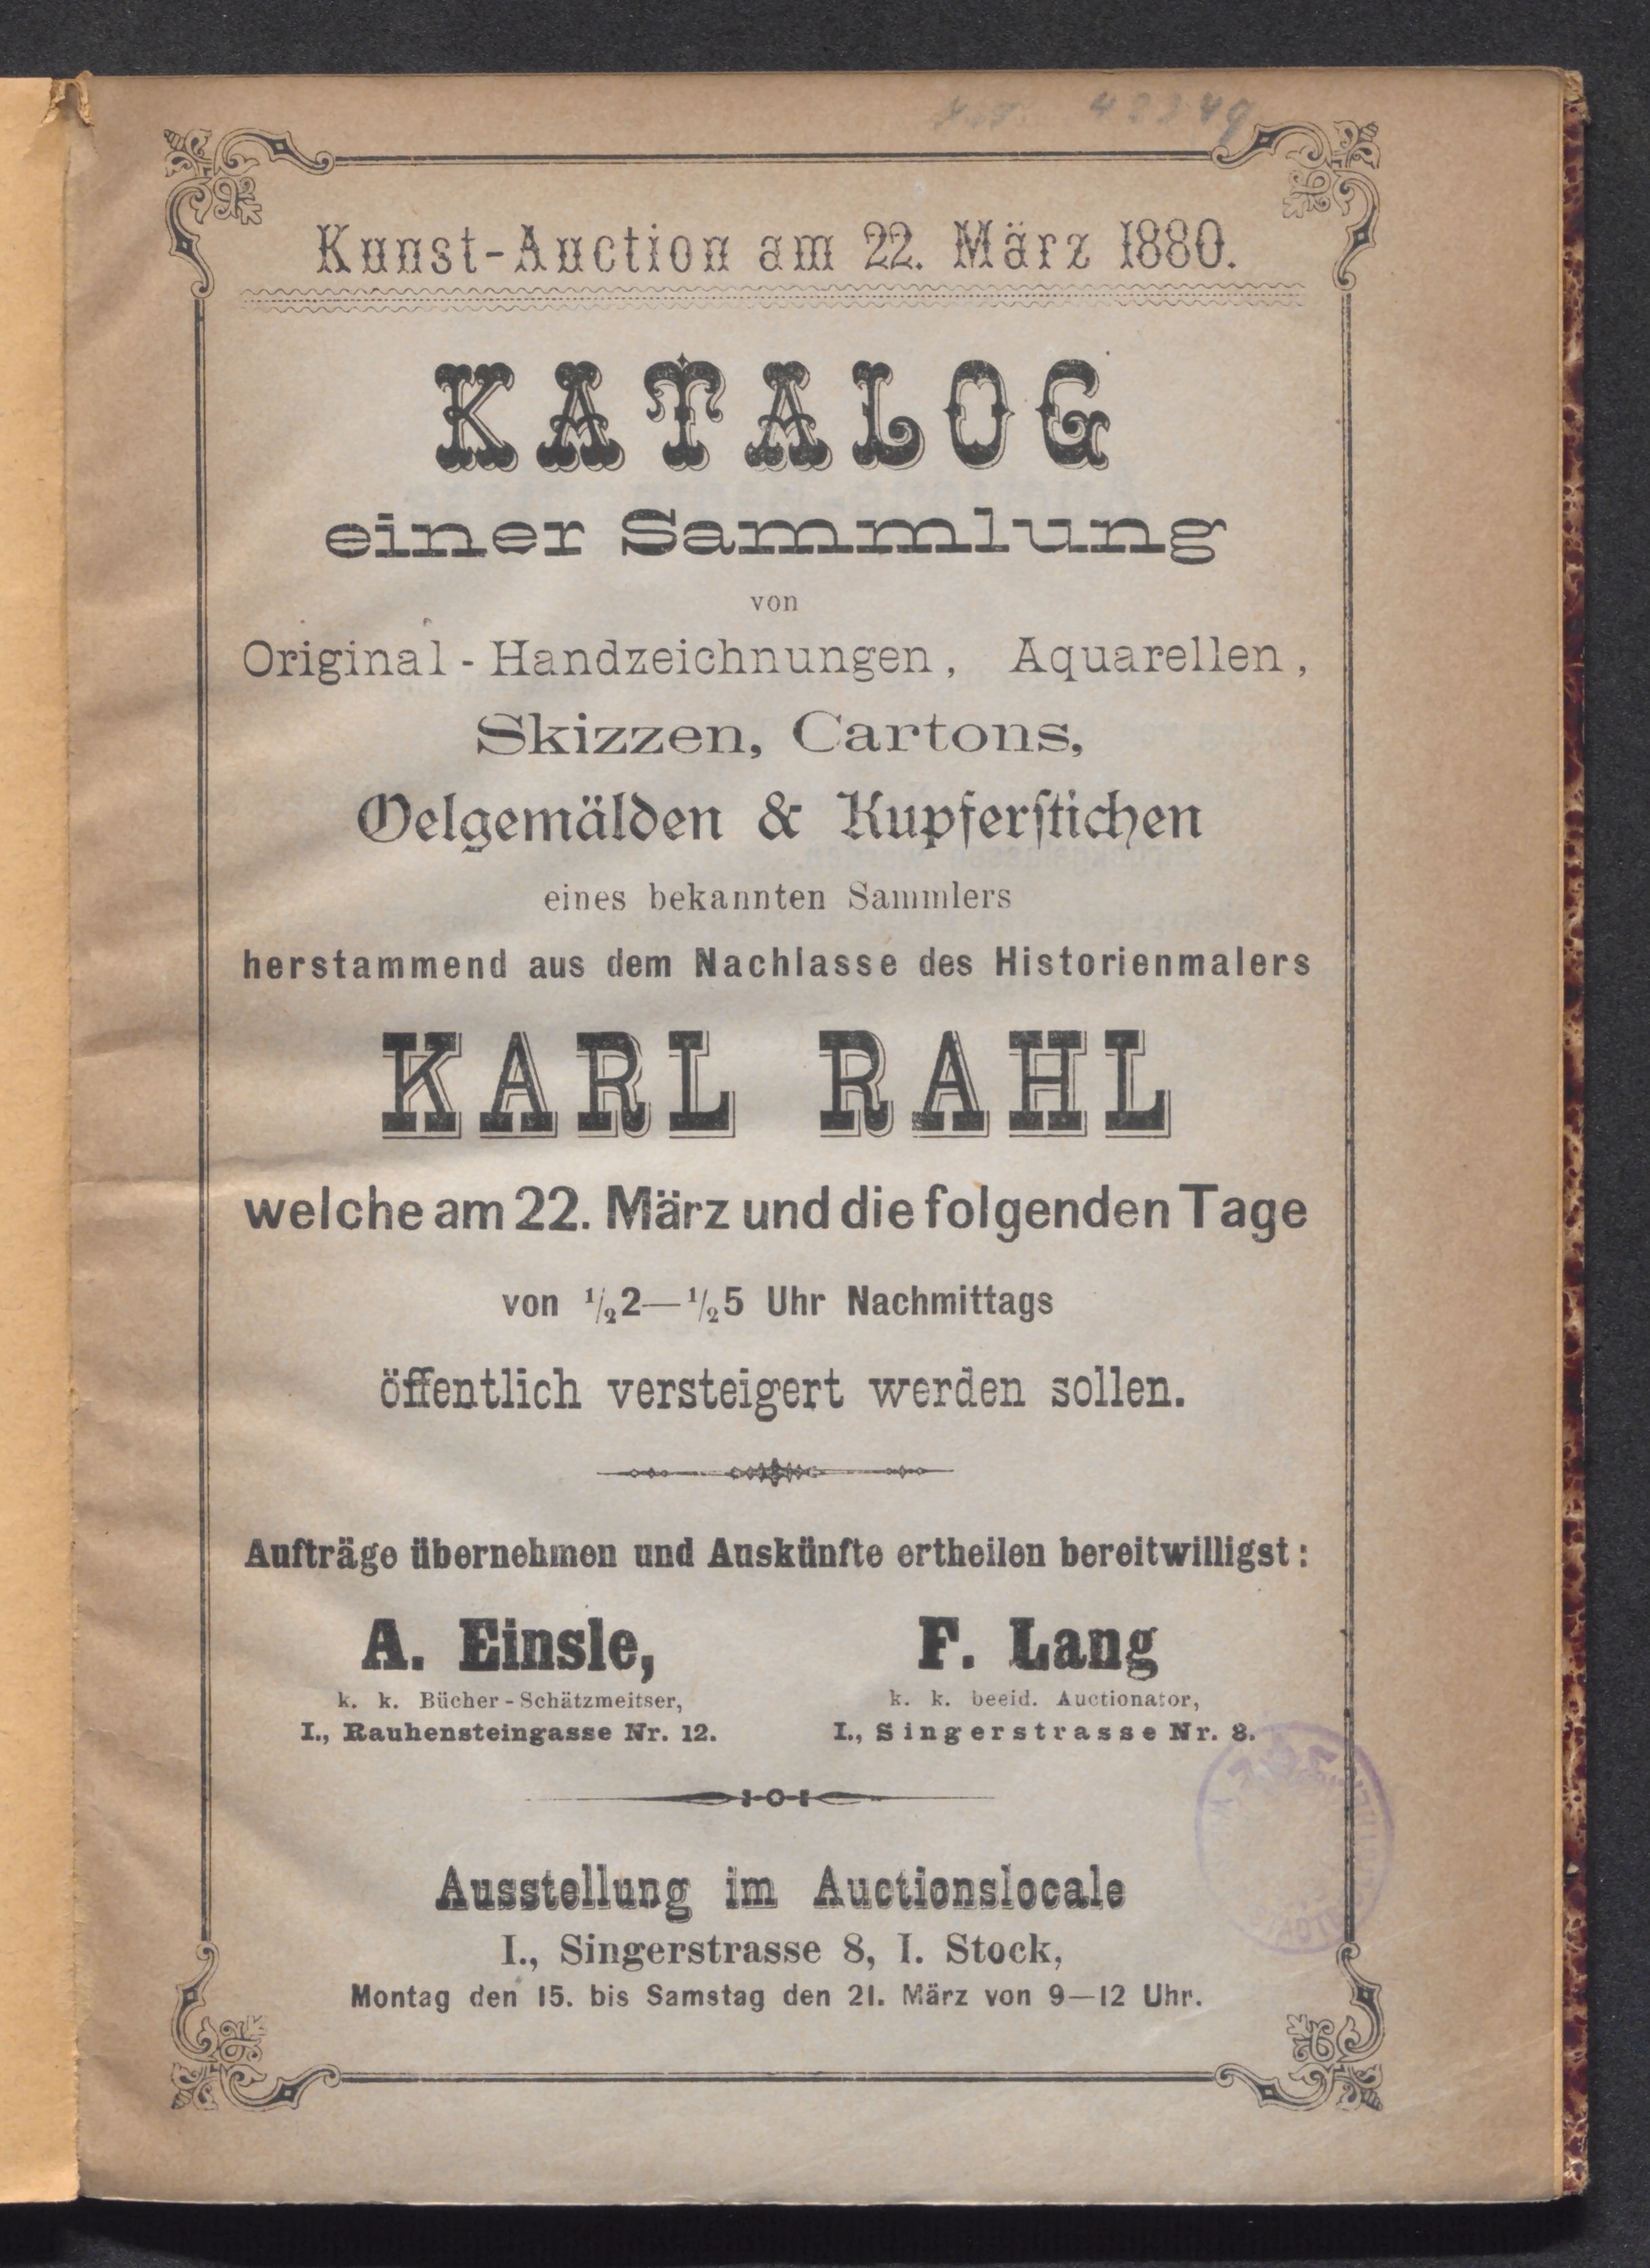 Kunst-Auction am 22. März 1880.
KATALOG
einer Sammlung
von
Original-Handzeichnungen, Aquarellen,
Skizzen, Cartons,
Oelgemälden & Kupferſtichen
eines bekannten Sammlers
herstammend aus dem Nachlasse des Historienmalers
KARL RAHL
welche am 22. März und die folgenden Tage
von 1/2 2—1/2 5 Uhr Nachmittags
öffentlich versteigert werden sollen.
Aufträge übernehmen und Auskünfte ertheilen bereitwilligst:
A. Einsle,
k. k. Bücher-Schätzmeitser,
I., Rauhensteingasse Nr. 12.
F. Lang
k. k. beeid. Auctionator,
I., Singerstrasse Nr. 8.
Ausstellung im Auctionslocale
I., Singerstrasse 8, I. Stock,
Montag den 15. bis Samstag den 21. März von 9—12 Uhr.